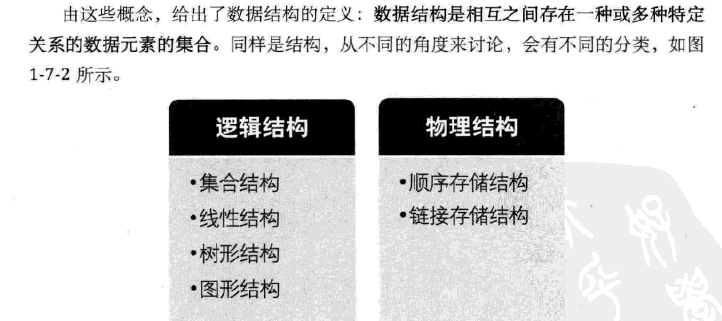 由这些概念，给出了数据结构的定义：数据结构是相互之间存在一种或多种特定
关系的数据元素的集合。同样是结构，从不同的角度来讨论，会有不同的分类，如图
1-7-2 所示。
逻辑结构
•集合结构
•线性结构
•树形结构
•图形结构
物理结构
•顺序存储结构
•链接存储结构